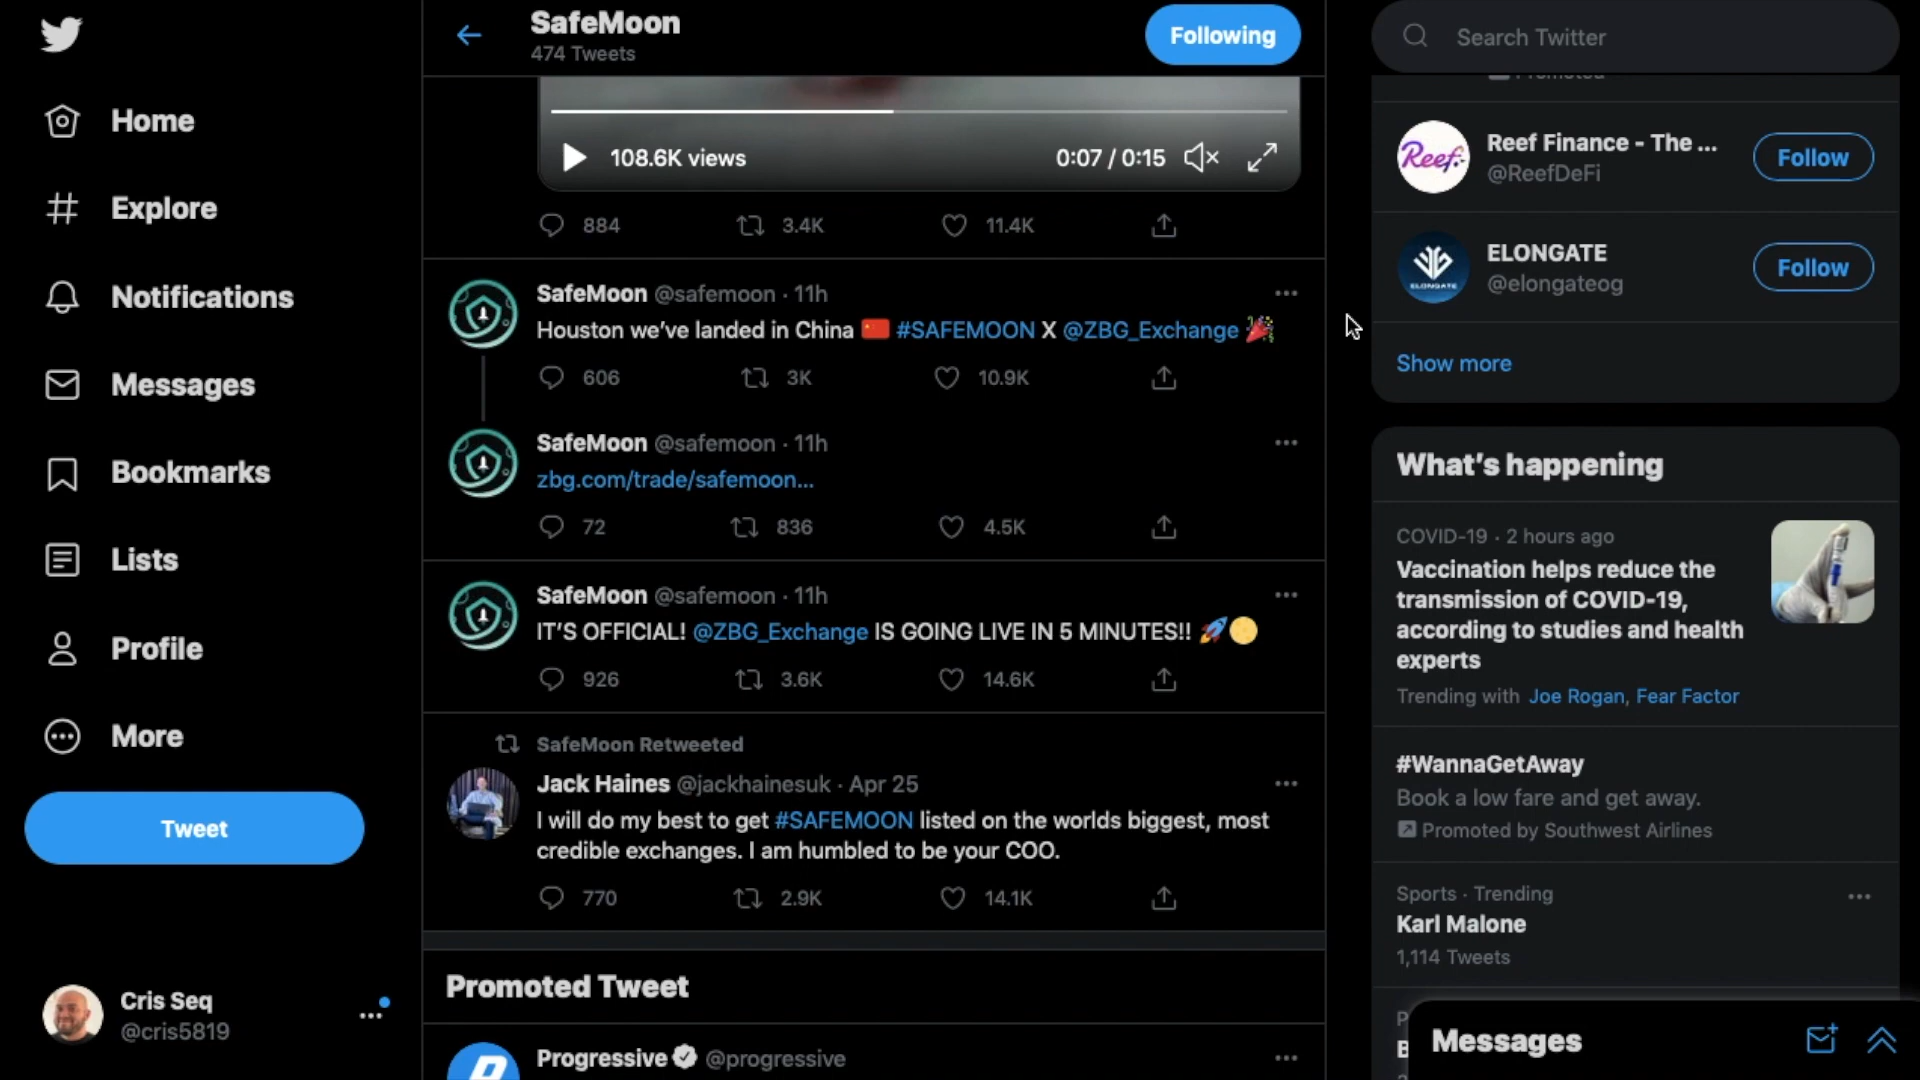 Home
Explore
Notifications
Messages
Bookmarks
Lists
Profile
More
Tweet
Cris Seq
@cris5819
SafeMoon
474 Tweets
Following
108.6K views
0:07 / 0:15
884 3.4K 11.4K
SafeMoon @safemoon · 11h
Houston we’ve landed in China 🇨🇳 #SAFEMOON X @ZBG_Exchange 🎉
606 3K 10.9K
SafeMoon @safemoon · 11h
zbg.com/trade/safemoon...
72 836 4.5K
SafeMoon @safemoon · 11h
IT’S OFFICIAL! @ZBG_Exchange IS GOING LIVE IN 5 MINUTES!! 🚀🌕
926 3.6K 14.6K
SafeMoon Retweeted
Jack Haines @jackhainesuk · Apr 25
I will do my best to get #SAFEMOON listed on the worlds biggest, most
credible exchanges. I am humbled to be your COO.
770 2.9K 14.1K
Promoted Tweet
Progressive @progressive
Search Twitter
Promoted
Reef.
Reef Finance - The ...
@ReefDeFi
Follow
ELONGATE
ELONGATE
@elongateog
Follow
Show more
What’s happening
COVID-19 · 2 hours ago
Vaccination helps reduce the
transmission of COVID-19,
according to studies and health
experts
Trending with Joe Rogan, Fear Factor
#WannaGetAway
Book a low fare and get away.
Promoted by Southwest Airlines
Sports · Trending
Karl Malone
1,114 Tweets
Messages